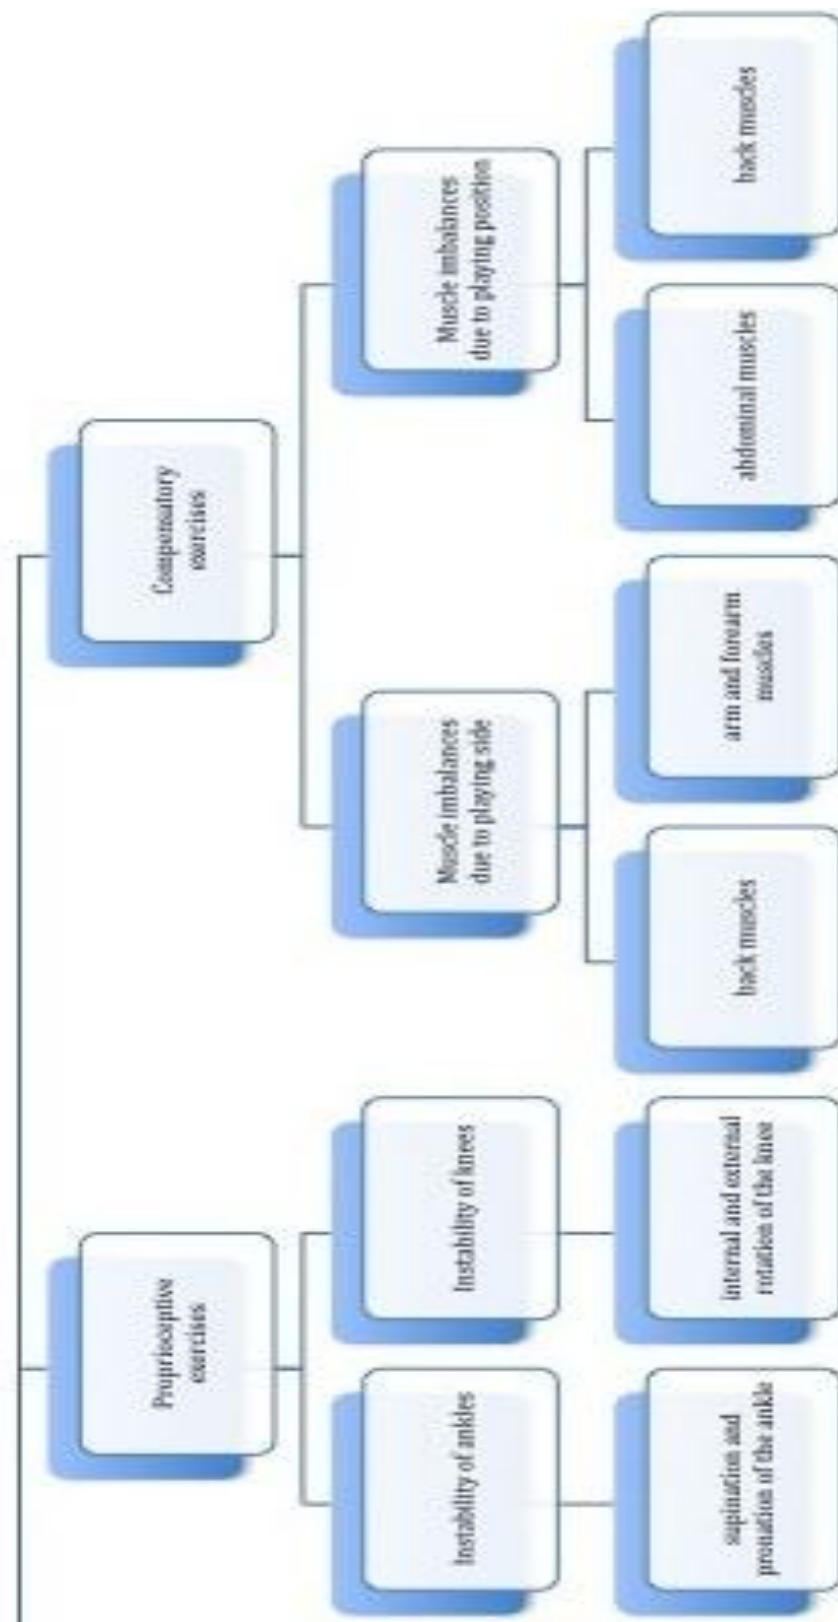 Proprioceptive
exercises
Compensatory
exercises
Instability of ankles
Instability of knees
Muscle imbalances
due to playing side
Muscle imbalances
due to playing position
supination and
pronation of the ankle
internal and external
rotation of the knee
back muscles
arm and forearm
muscles
abdominal muscles
back muscles